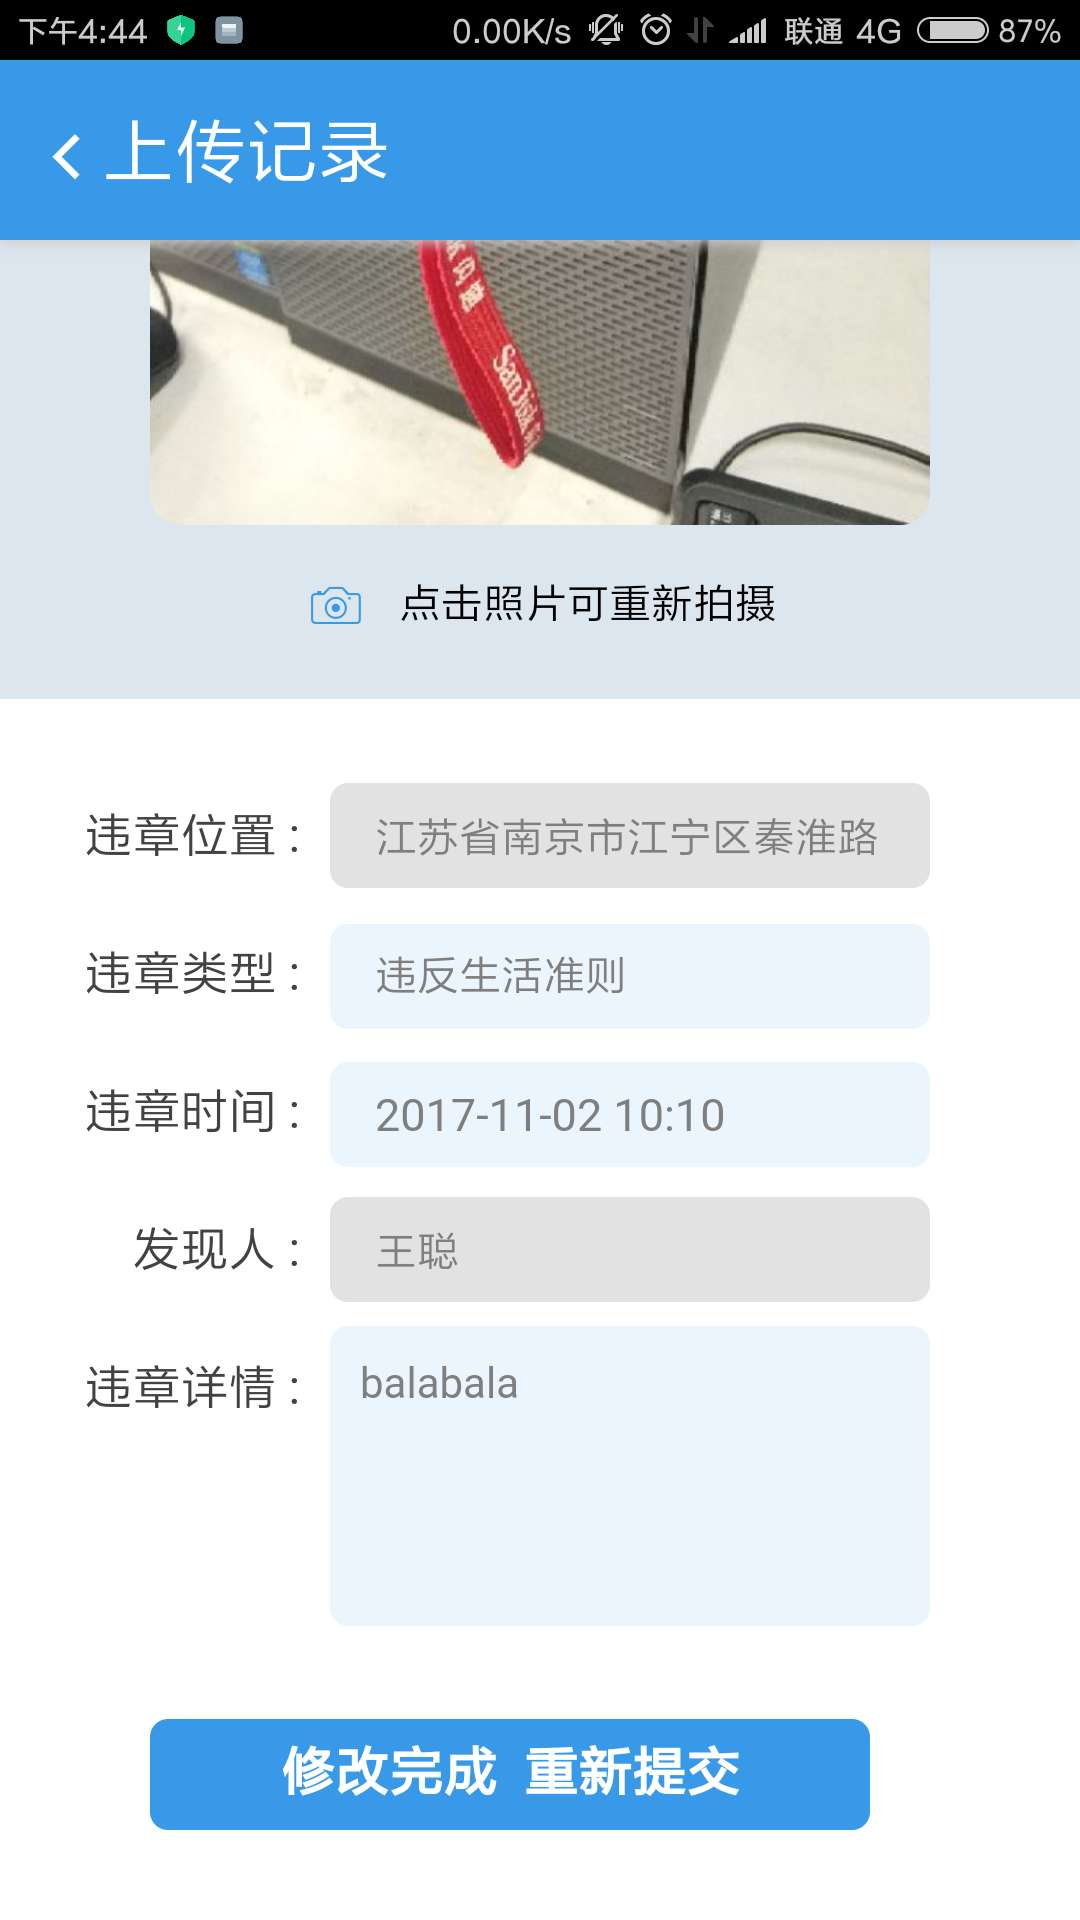 下午4:44 0.00K/s 联通 4G 87%
上传记录
SanDisk
点击照片可重新拍摄
违章位置： 江苏省南京市江宁区秦淮路
违章类型： 违反生活准则
违章时间： 2017-11-02 10:10
发现人： 王聪
违章详情： balabala
修改完成 重新提交